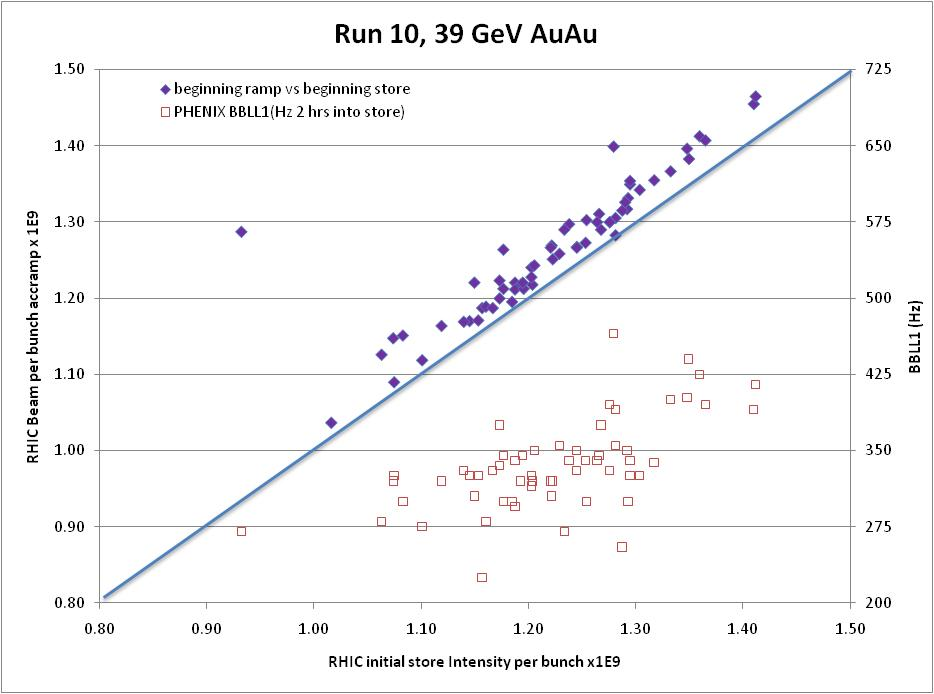 Run 10, 39 GeV AuAu
beginning ramp vs beginning store
PHENIX BBLL1(Hz 2 hrs into store)
1.50
1.40
1.30
1.20
1.10
1.00
0.90
0.80
RHIC Beam per bunch accramp x 1E9
725
650
575
500
425
350
275
200
BBLL1 (Hz)
0.80 0.90 1.00 1.10 1.20 1.30 1.40 1.50
RHIC initial store Intensity per bunch x1E9